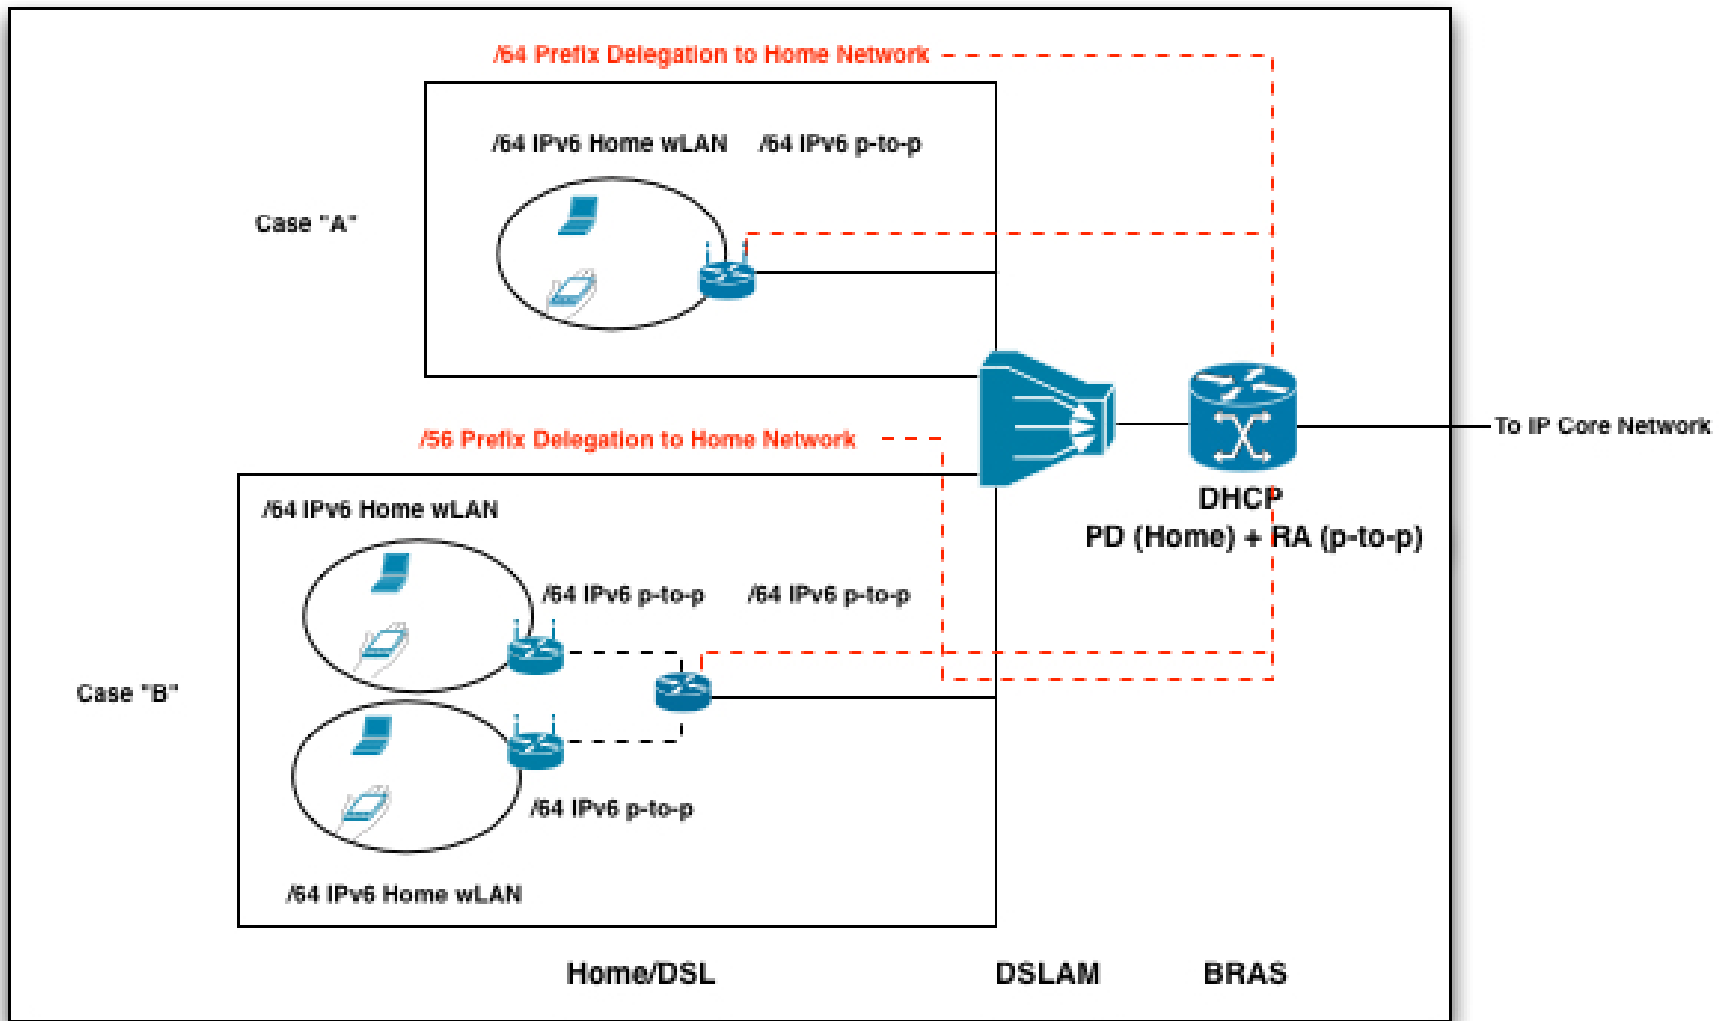 /64 Prefix Delegation to Home Network
/64 IPv6 Home wLAN
/64 IPv6 p-to-p
Case "A"
To IP Core Network
/56 Prefix Delegation to Home Network
DHCP
PD (Home) + RA (p-to-p)
/64 IPv6 Home wLAN
/64 IPv6 p-to-p
/64 IPv6 p-to-p
Case "B"
/64 IPv6 p-to-p
/64 IPv6 Home wLAN
Home/DSL
DSLAM
BRAS